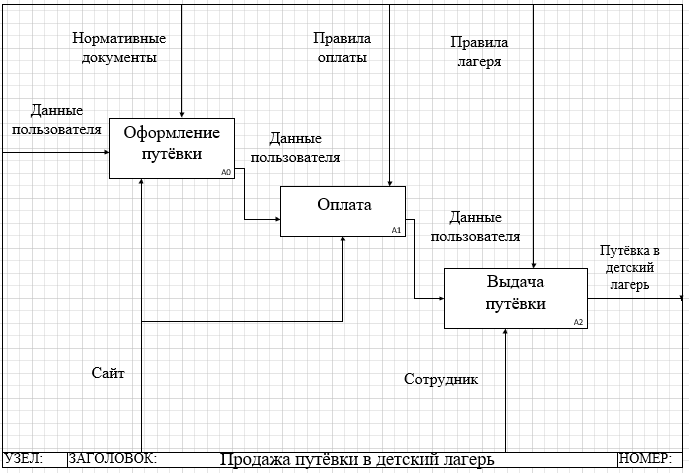 Нормативные
документы
Правила
оплаты
Правила
лагеря
Данные
пользователя
Оформление
путёвки
A0
Данные
пользователя
Оплата
A1
Данные
пользователя
Выдача
путёвки
A2
Путёвка в
детский
лагерь
Сайт
Сотрудник
УЗЕЛ:
ЗАГОЛОВОК:
Продажа путёвки в детский лагерь
НОМЕР: